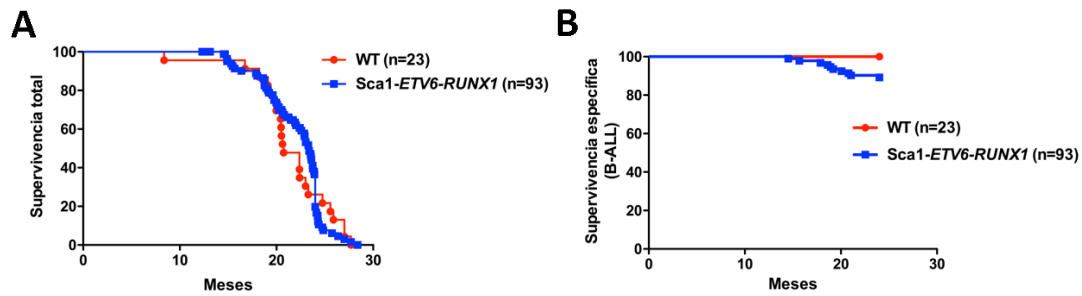 A
Supervivencia total
100
80
60
40
20
0
0 10 20 30
Meses
WT (n=23)
Sca1-ETV6-RUNX1 (n=93)
B
Supervivencia específica
(B-ALL)
100
80
60
40
20
0
0 10 20 30
Meses
WT (n=23)
Sca1-ETV6-RUNX1 (n=93)